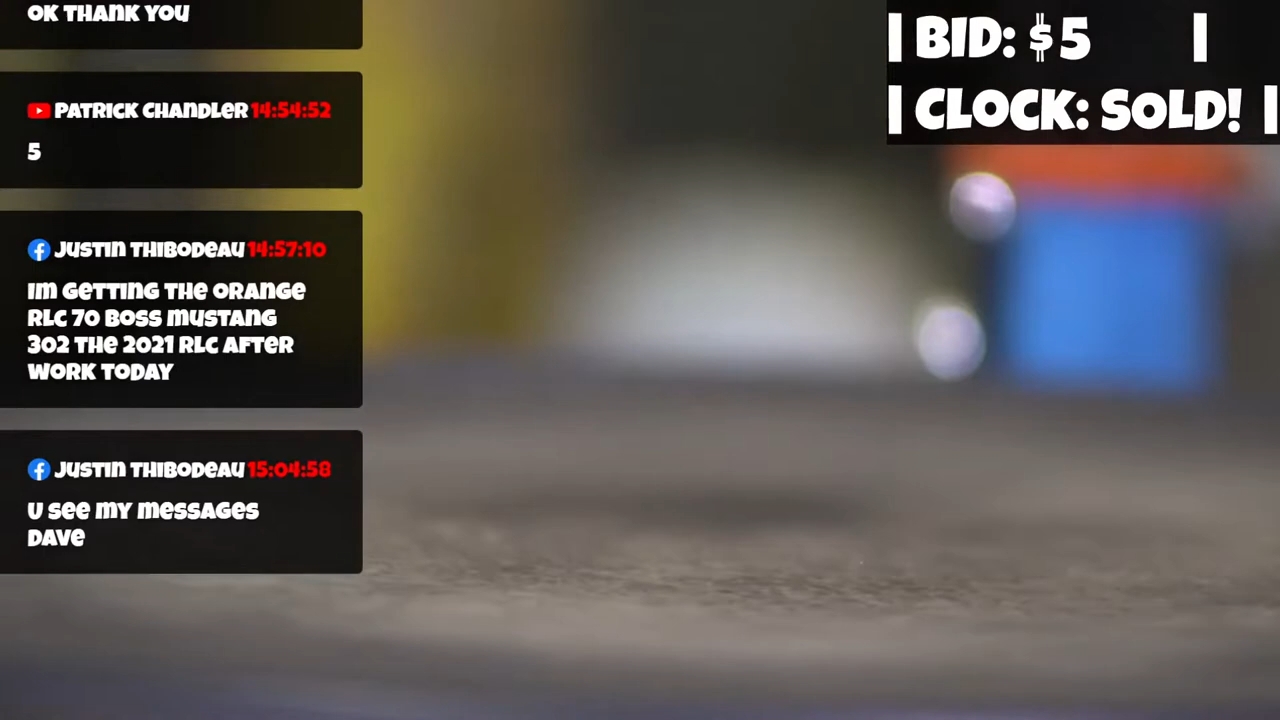 OK THANK YOU
PATRICK CHANDLER 14:54:52
5
JUSTIN THIBODEAU 14:57:10
IM GETTING THE ORANGE
RLC 70 BOSS MUSTANG
302 THE 2021 RLC AFTER
WORK TODAY
JUSTIN THIBODEAU 15:04:58
U SEE MY MESSAGES
DAVE
| BID: $5 |
| CLOCK: SOLD! |